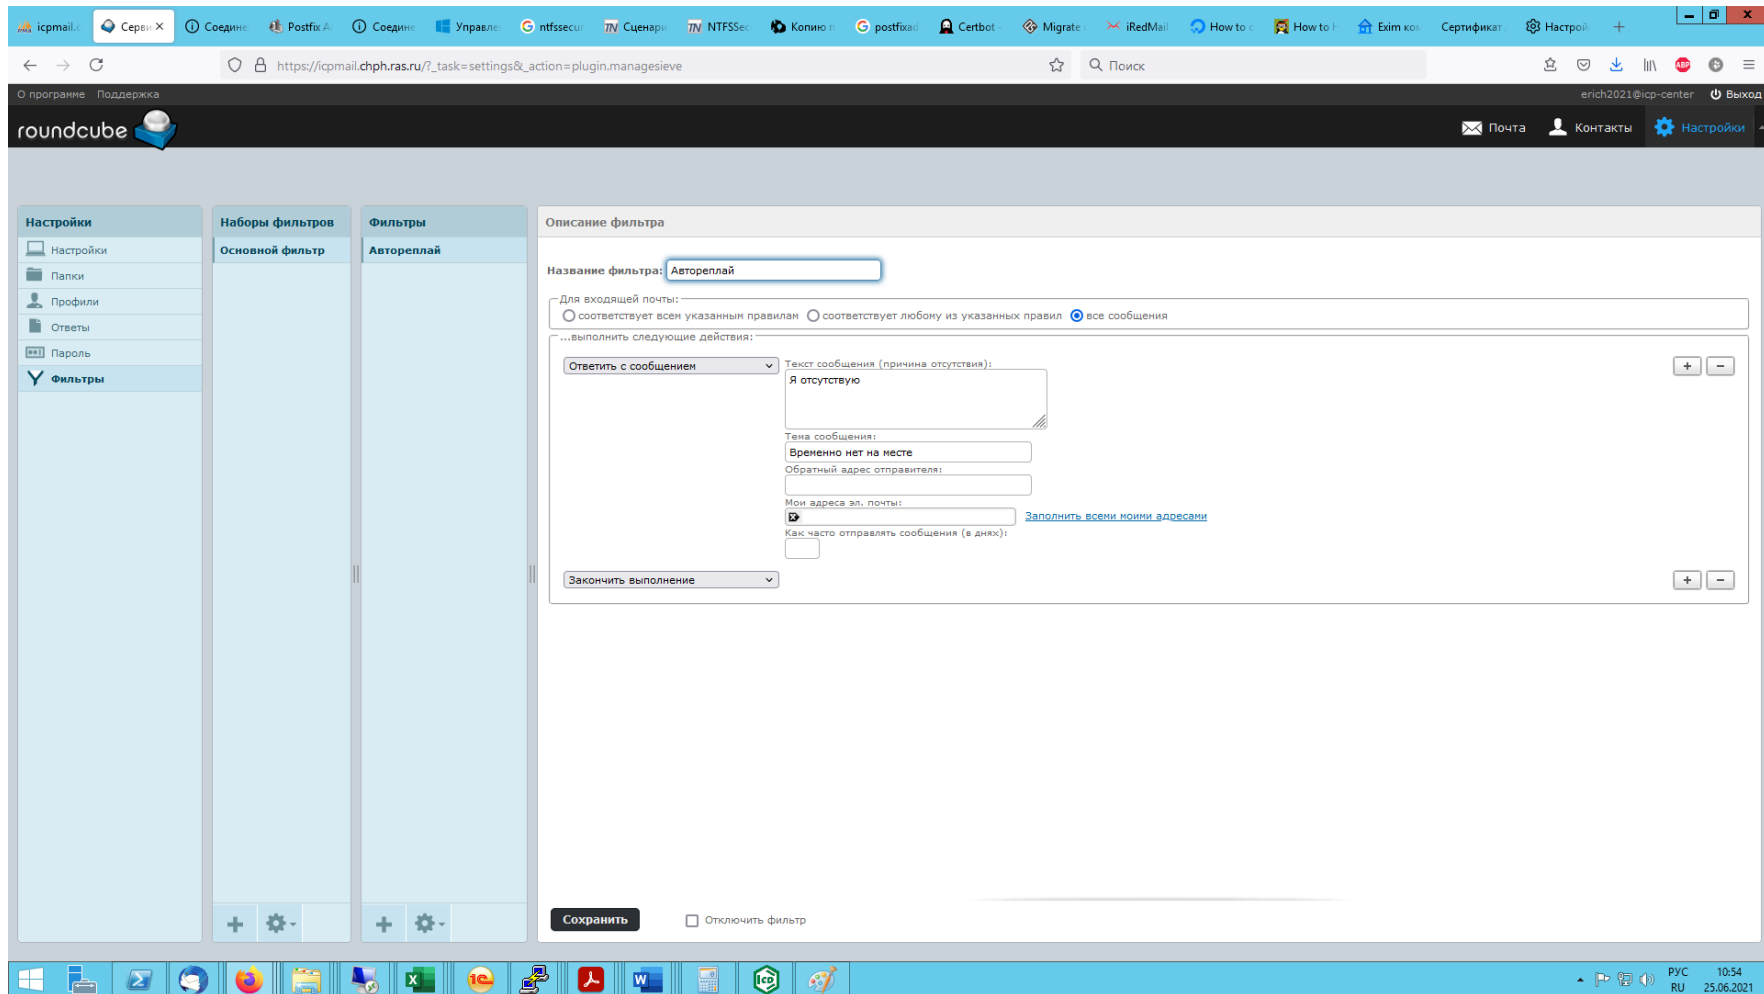 icpmail.c Серви Соедине Postfix A Соедине Управле ntfssecur Сценари NTFSSec Копию п postfixad Certbot - Migrate iRedMail How to c How to H Exim ком Сертификат Настрой
https://icpmail.chph.ras.ru/?_task=settings&_action=plugin.managesieve Поиск ABP
О программе Поддержка erich2021@icp-center Выход
roundcube Почта Контакты Настройки
Настройки Наборы фильтров Фильтры Описание фильтра
Настройки Основной фильтр Автореплай
Папки
Профили
Ответы
Пароль
Фильтры
Название фильтра: Автореплай
Для входящей почты:
соответствует всем указанным правилам соответствует любому из указанных правил все сообщения
...выполнить следующие действия:
Ответить с сообщением Текст сообщения (причина отсутствия):
Я отсутствую
Тема сообщения:
Временно нет на месте
Обратный адрес отправителя:
Мои адреса эл. почты:
Заполнить всеми моими адресами
Как часто отправлять сообщения (в днях):
Закончить выполнение
Сохранить Отключить фильтр
РУС 10:54
RU 25.06.2021